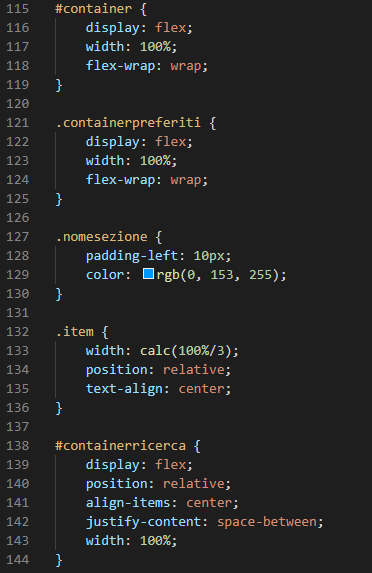 115 #container {
116     display: flex;
117     width: 100%;
118     flex-wrap: wrap;
119 }
120
121 .containerpreferiti {
122     display: flex;
123     width: 100%;
124     flex-wrap: wrap;
125 }
126
127 .nomesezione {
128     padding-left: 10px;
129     color: rgb(0, 153, 255);
130 }
131
132 .item {
133     width: calc(100%/3);
134     position: relative;
135     text-align: center;
136 }
137
138 #containerricerca {
139     display: flex;
140     position: relative;
141     align-items: center;
142     justify-content: space-between;
143     width: 100%;
144 }